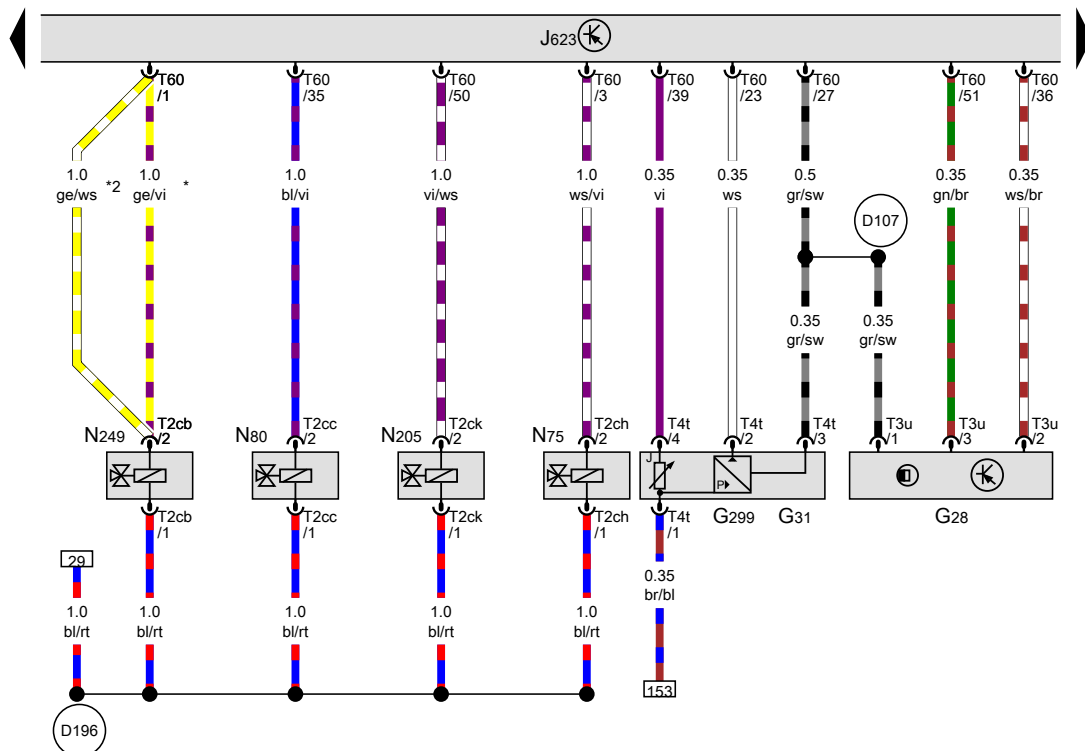 J623
T60 T60 T60 T60 T60 T60 T60 T60 T60
/1 /35 /50 /3 /39 /23 /27 /51 /36
1.0 1.0 1.0 1.0 1.0 0.35 0.35 0.5 0.35 0.35
ge/ws *2 ge/vi * bl/vi vi/ws ws/vi vi ws gr/sw gn/br ws/br
D107
0.35 0.35
gr/sw gr/sw
T2cb T2cc T2ck T2ch T4t T4t T4t T3u T3u T3u
N249 /2 N80 /2 N205 /2 N75 /2 /4 /2 /3 /1 /3 /2
J
P
T2cb T2cc T2ck T2ch T4t G299 G31 G28
/1 /1 /1 /1 /1
29
0.35
br/bl
1.0 1.0 1.0 1.0 1.0
bl/rt bl/rt bl/rt bl/rt bl/rt
153
D196